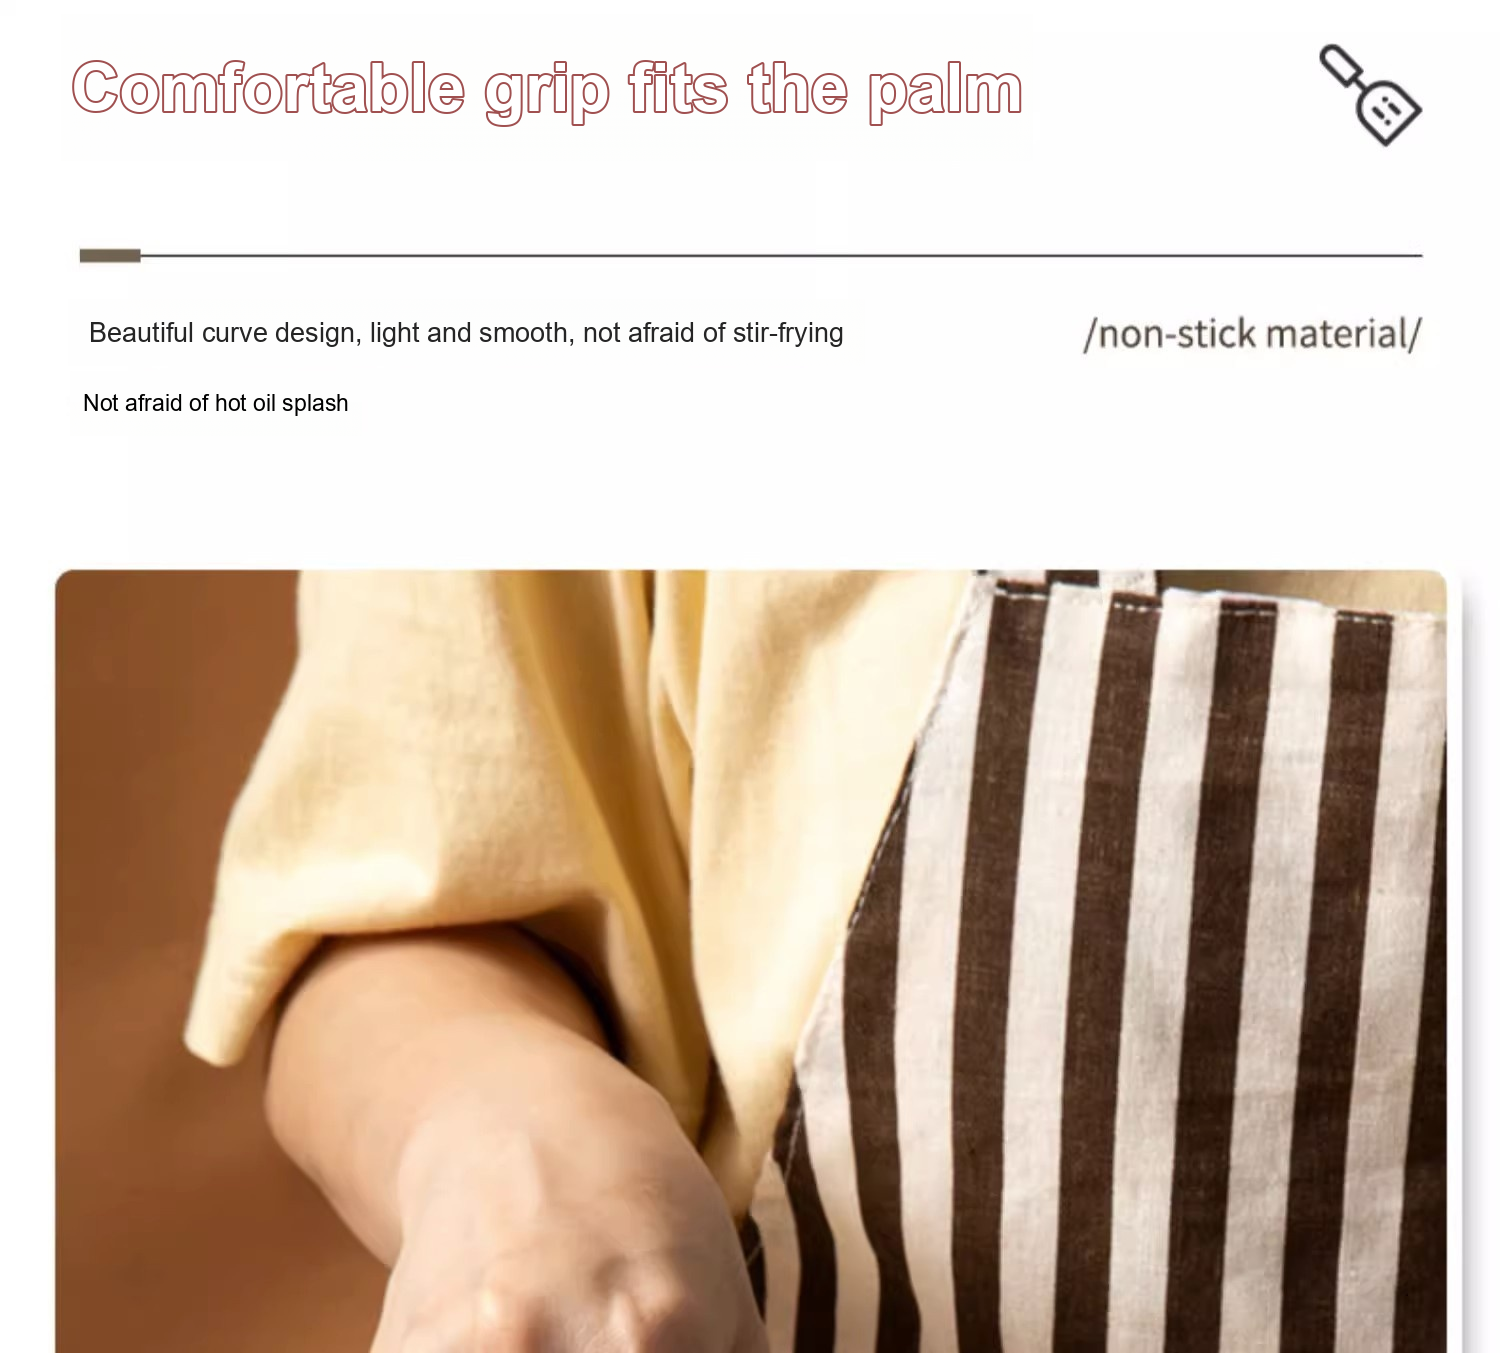 Comfortable grip fits the palm
Beautiful curve design, light and smooth, not afraid of stir-frying
/non-stick material/
Not afraid of hot oil splash